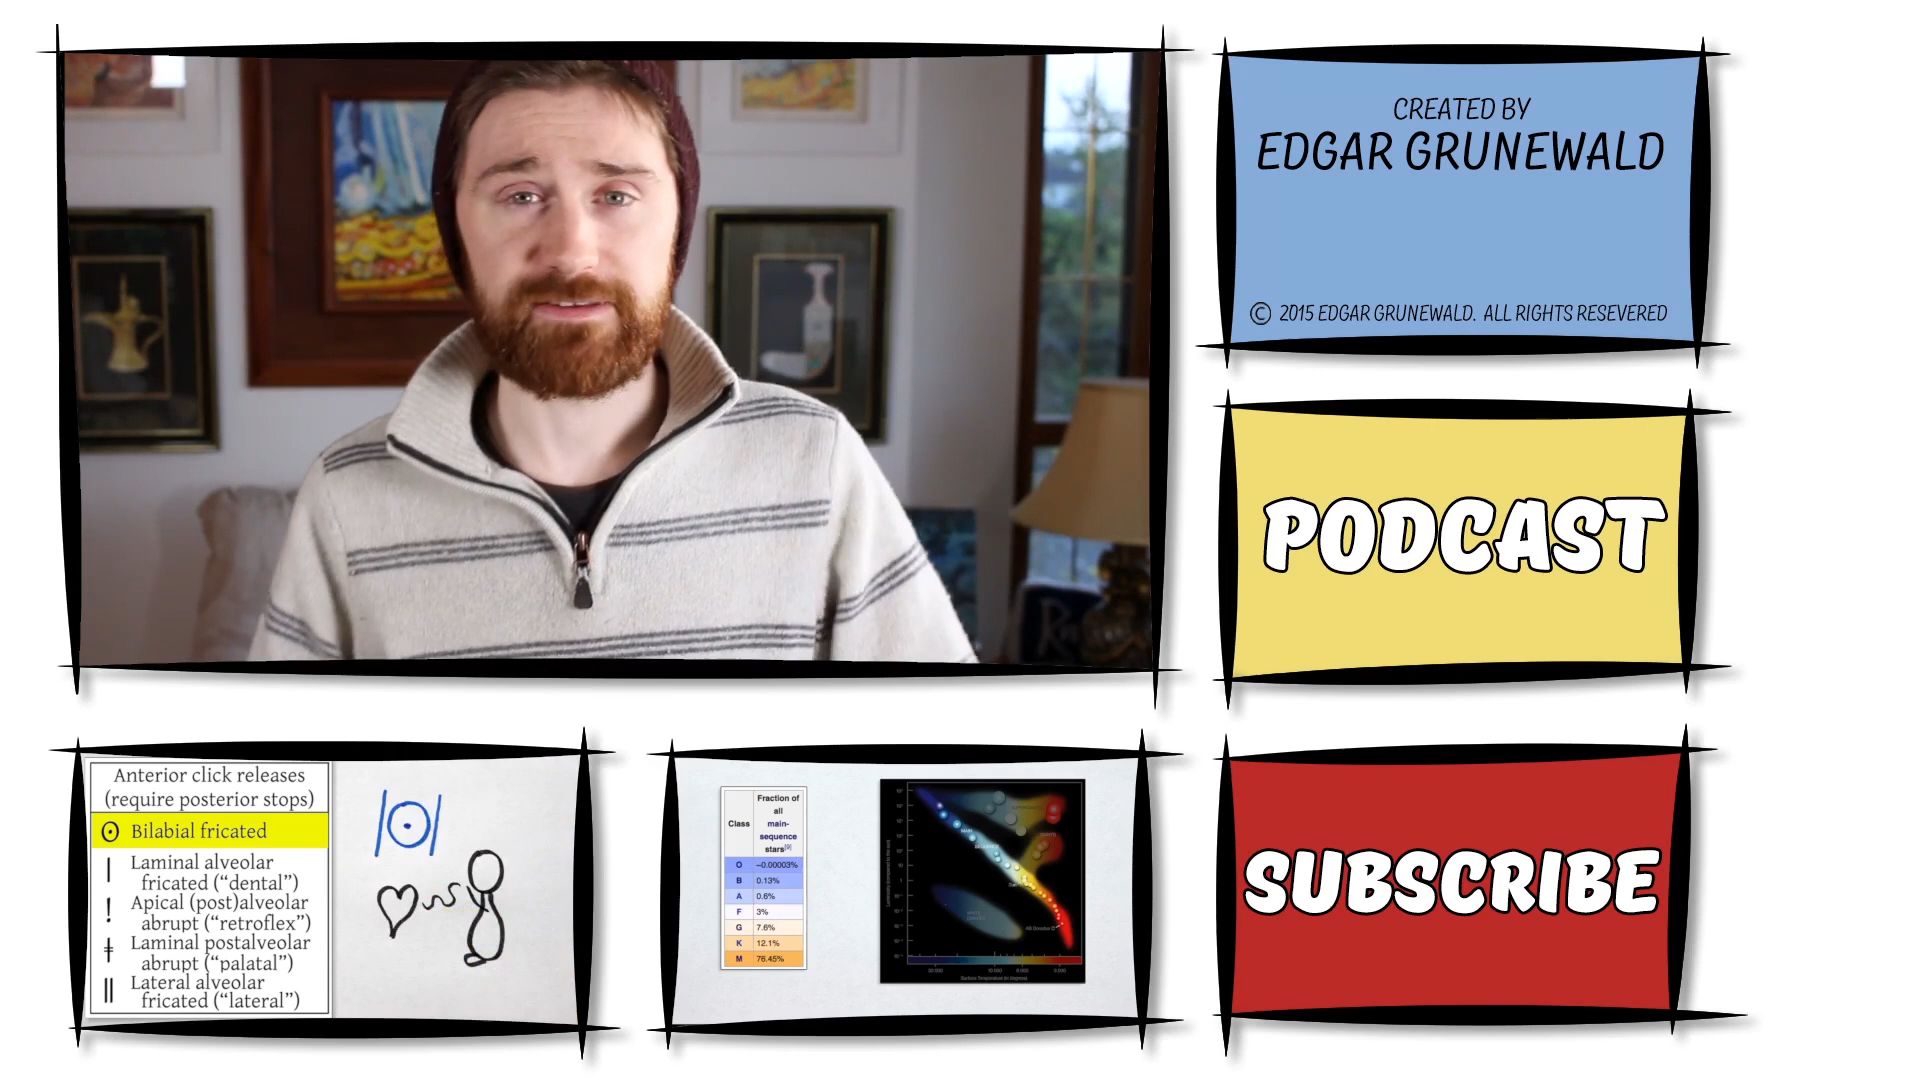 CREATED BY
EDGAR GRUNEWALD
© 2015 EDGAR GRUNEWALD. ALL RIGHTS RESEVERED
PODCAST
Anterior click releases
(require posterior stops)
ʘ Bilabial fricated
ǀ Laminal alveolar
fricated (“dental”)
ǃ Apical (post)alveolar
abrupt (“retroflex”)
ǂ Laminal postalveolar
abrupt (“palatal”)
ǁ Lateral alveolar
fricated (“lateral”)
|ʘ|
Class Fraction of
all
main-
sequence
stars[9]
O ~0.00003%
B 0.13%
A 0.6%
F 3%
G 7.6%
K 12.1%
M 76.45%
SUBSCRIBE